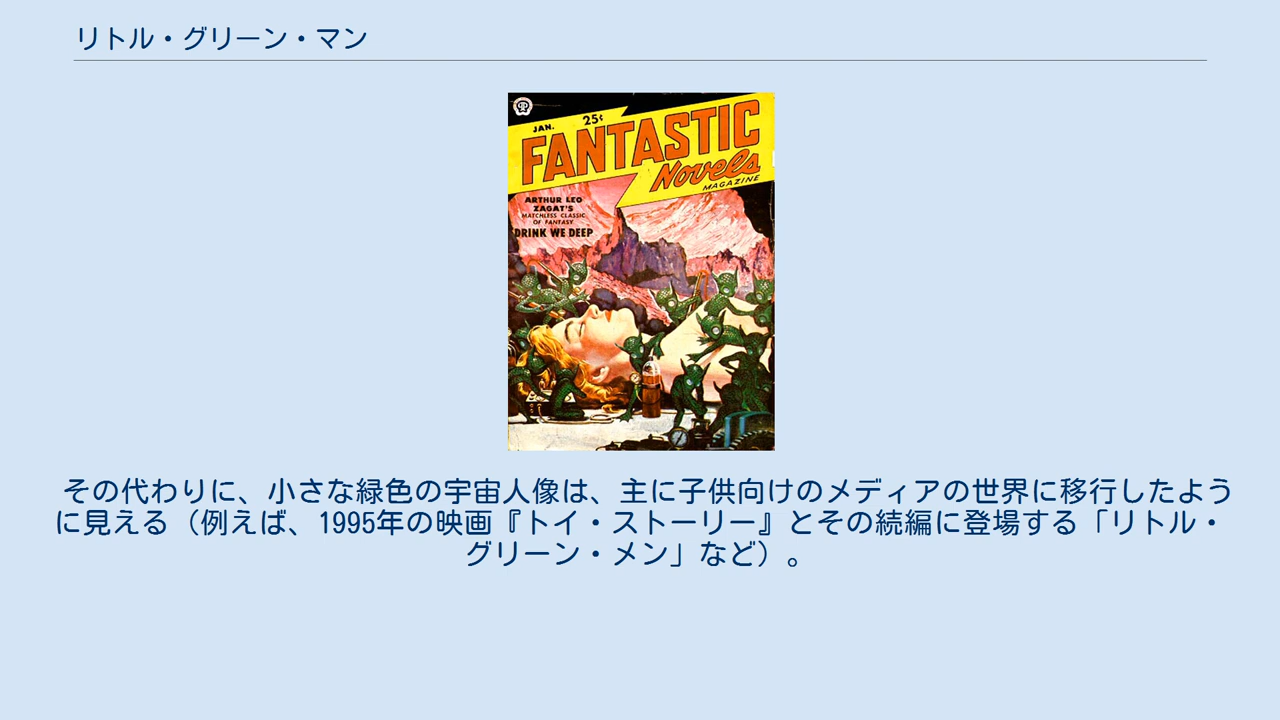 リトル・グリーン・マン
JAN.
25¢
FANTASTIC
Novels
MAGAZINE
ARTHUR LEO
ZAGAT'S
MATCHLESS CLASSIC
OF FANTASY
DRINK WE DEEP
その代わりに、小さな緑色の宇宙人像は、主に子供向けのメディアの世界に移行したよう
に見える（例えば、1995年の映画『トイ・ストーリー』とその続編に登場する「リトル・
グリーン・メン」など）。